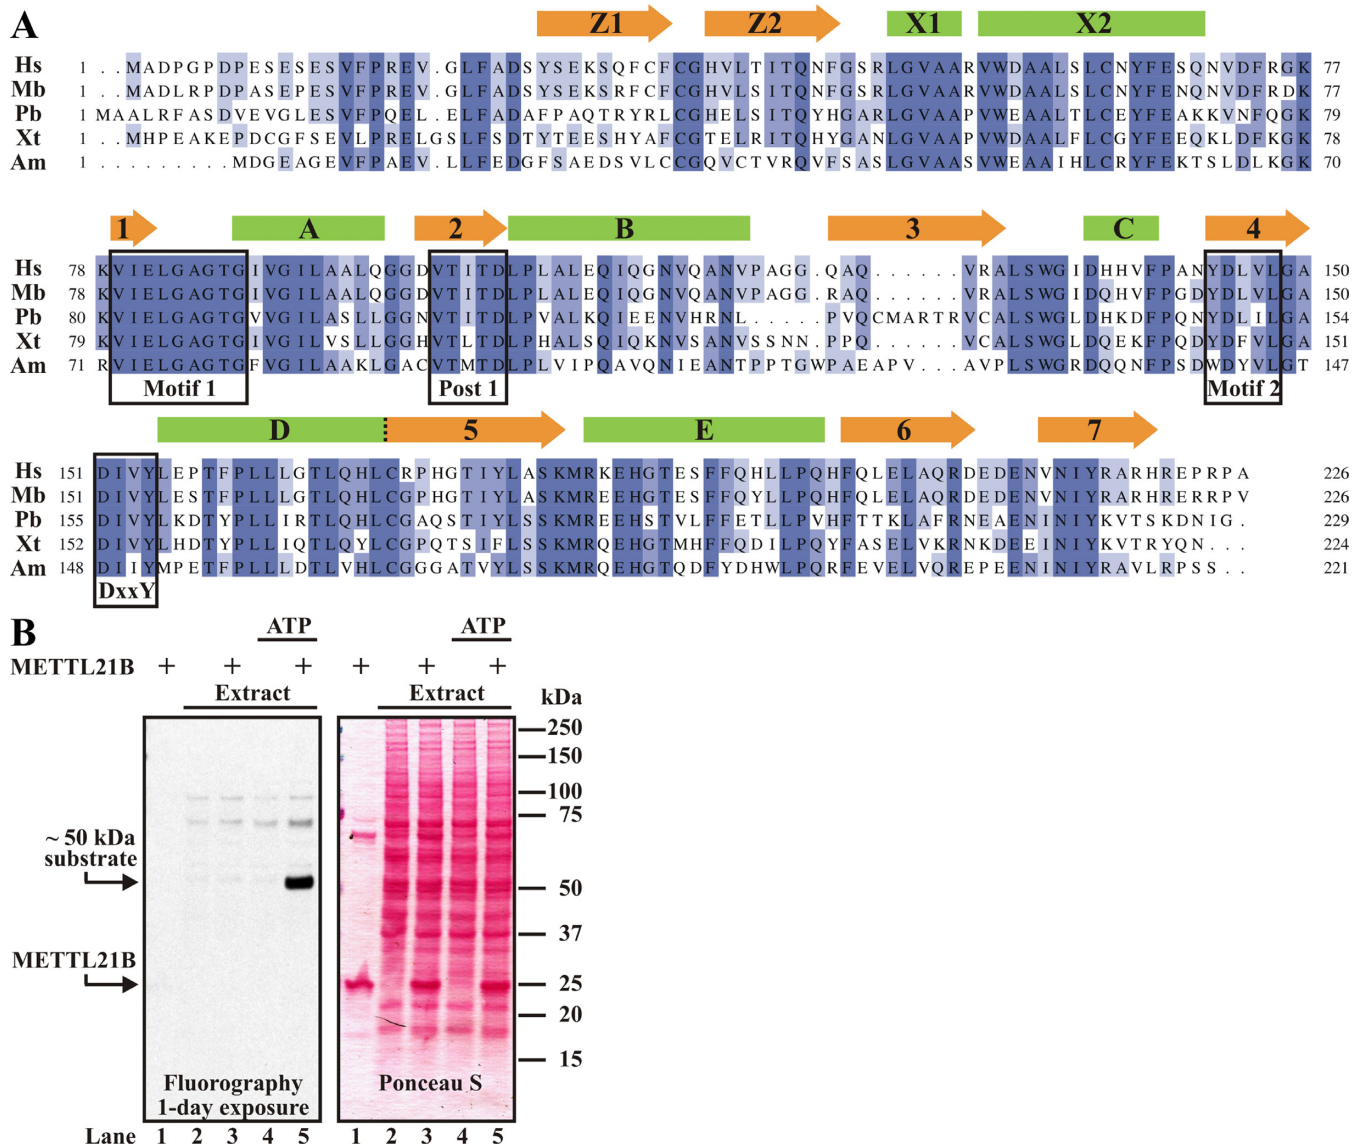 A
Z1 Z2 X1 X2
Hs 1 ..MADPGPDPESESESVFPREV.GLFADSYSEKSQFCFCGHVLTITQNFGSRLGVAARVWDAALSLCNYFESQNVDFRGK 77
Mb 1 ..MADLRPDPASEPESVFPREV.GLFADSYSEKSRFCFCGHVLSITQNFGSRLGVAARVWDAALSLCNYFENQNVDFRDK 77
Pb 1 MAALRFASDVEVGLESVFPQEL.ELFADAFPAQTRYRLCGHELSITQYHGARLGVAAPVWEAALTLCEYFEAKKVNFQGK 79
Xt 1 ..MHPEAKEPDCGFSEVLPRELGSLFSDTYTEESHYAFCGTELRITQHYGANLGVAAPVWDAALFLCGYFEEQKLDFKGK 78
Am 1 .........MDGEAGEVFPAEV.LLFEDGFSAEDSVLCCGQVCTVRQVFSASLGVAASVWEAAIHLCRYFEKTSLDLKGK 70
1 A 2 B 3 C 4
Hs 78 KVIELGAGTGIVGILAALQGGDVTITDLPLALEQIQGNVQANVPAGG.QAQ......VRALSWGIDHHVFPANYDLVLGA 150
Mb 78 KVIELGAGTGIVGILAALQGGDVTITDLPLALEQIQGNVQANVPAGG.RAQ......VRALSWGIDQHVFPGDYDLVLGA 150
Pb 80 KVIELGAGTGVVGILASLLGGNVTITDLPVALKQIEENVHRNL.....PVQCMARTRVCALSWGLDHKDFPQNYDLILGA 154
Xt 79 KVIELGAGTGIVGILVSLLGGHVTLTDLPHALSQIQKNVSANVSSNN.PPQ......VCALSWGLDQEKFPQDYDFVLGA 151
Am 71 RVIELGAGTGFVGILAAKLGACVTMTDLPLVIPQAVQNIEANTPTGWPAEAPV...AVPLSWGRDQQNFPSDWDYVLGT 147
Motif 1 Post 1 Motif 2
D 5 E 6 7
Hs 151 DIVYLEPTFPLLLGTLQHLCRPHGTIYLASKMRKEHGTESFFQHLLPQHFQLELAQRDEDENVNIYRARHREPRPA 226
Mb 151 DIVYLESTFPLLLGTLQHLCGPHGTIYLASKMREEHGTESFFQYLLPQHFQLELAQRDEDENVNIYRARHRERRPV 226
Pb 155 DIVYLKDTYPLLIRTLQHLCGAQSTIYLSSKMREEHSTVLFFETLLPVHFTTKLAFRNEAENINIYKVTSKDNIG. 229
Xt 152 DIVYLHDTYPLLIQTLQYLCGPQTSIFLSSKMRQEHGTMHFFQDILPQYFASELVKRNKDEEINIYKVTRYQN... 224
Am 148 DIIYMPETFPLLLDTLVHLCGGGATVYLSSKMRQEHGTQDFYDHWLPQRFEVELVQREPEENINIYRAVLRPSS.. 221
DxxY
B
ATP ATP
METTL21B + + + + + +
Extract Extract kDa
250
150
100
75
~ 50 kDa
substrate
50
37
METTL21B
25
20
15
Fluorography
1-day exposure
Ponceau S
Lane 1 2 3 4 5 1 2 3 4 5